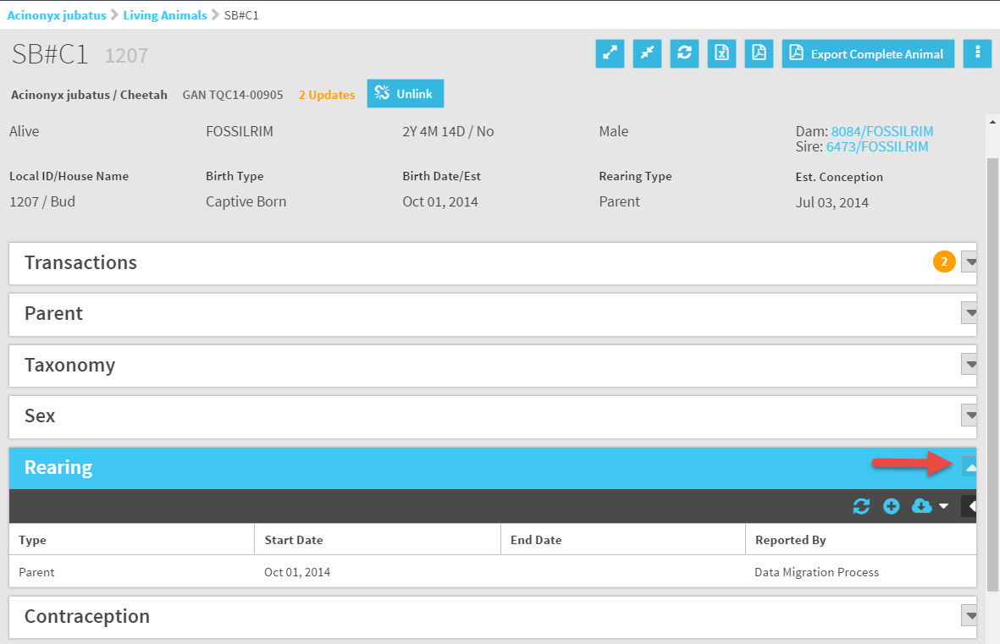 Acinonyx jubatus Living Animals SB#C1
SB#C1 1207 Export Complete Animal
Acinonyx jubatus / Cheetah GAN TQC14-00905 2 Updates Unlink
Alive FOSSILRIM 2Y 4M 14D / No Male Dam: 8084/FOSSILRIM
Sire: 6473/FOSSILRIM
Local ID/House Name Birth Type Birth Date/Est Rearing Type Est. Conception
1207 / Bud Captive Born Oct 01, 2014 Parent Jul 03, 2014
Transactions 2
Parent
Taxonomy
Sex
Rearing
Type Start Date End Date Reported By
Parent Oct 01, 2014 Data Migration Process
Contraception